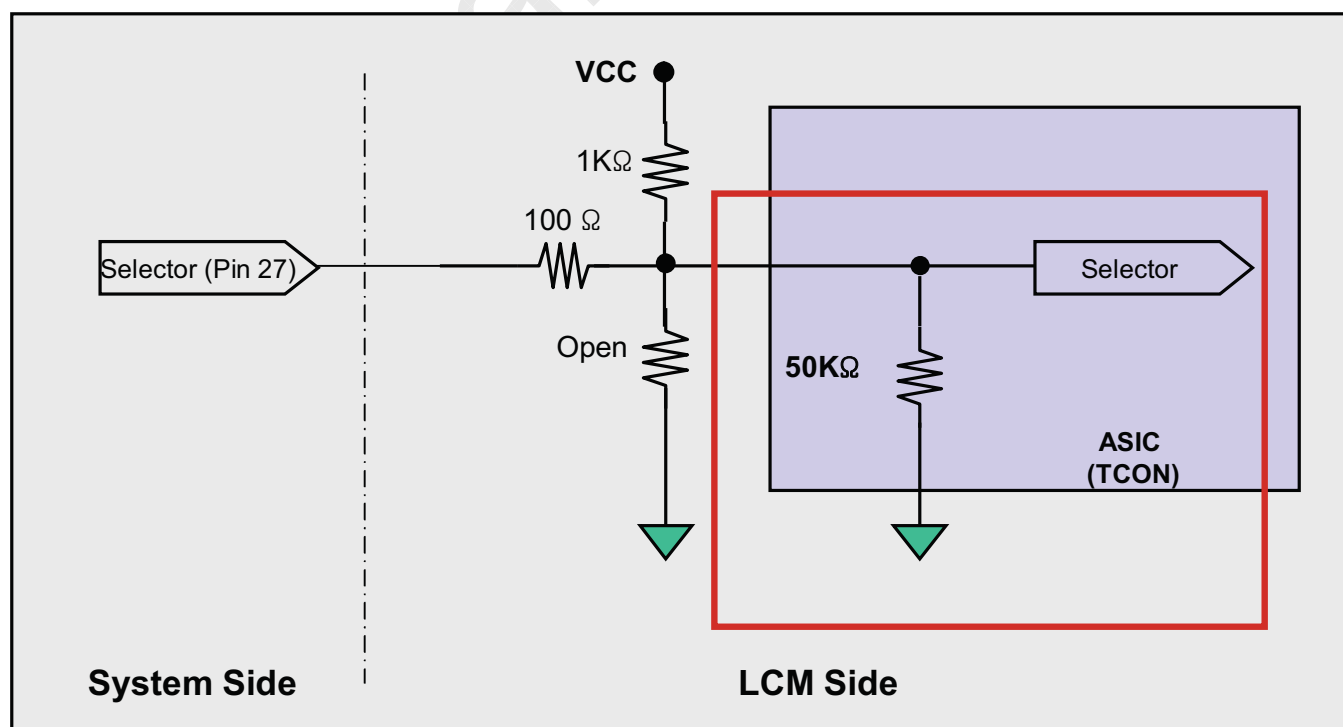 VCC
1KΩ
100 Ω
Selector (Pin 27)
Selector
Open
50KΩ
ASIC
(TCON)
System Side
LCM Side